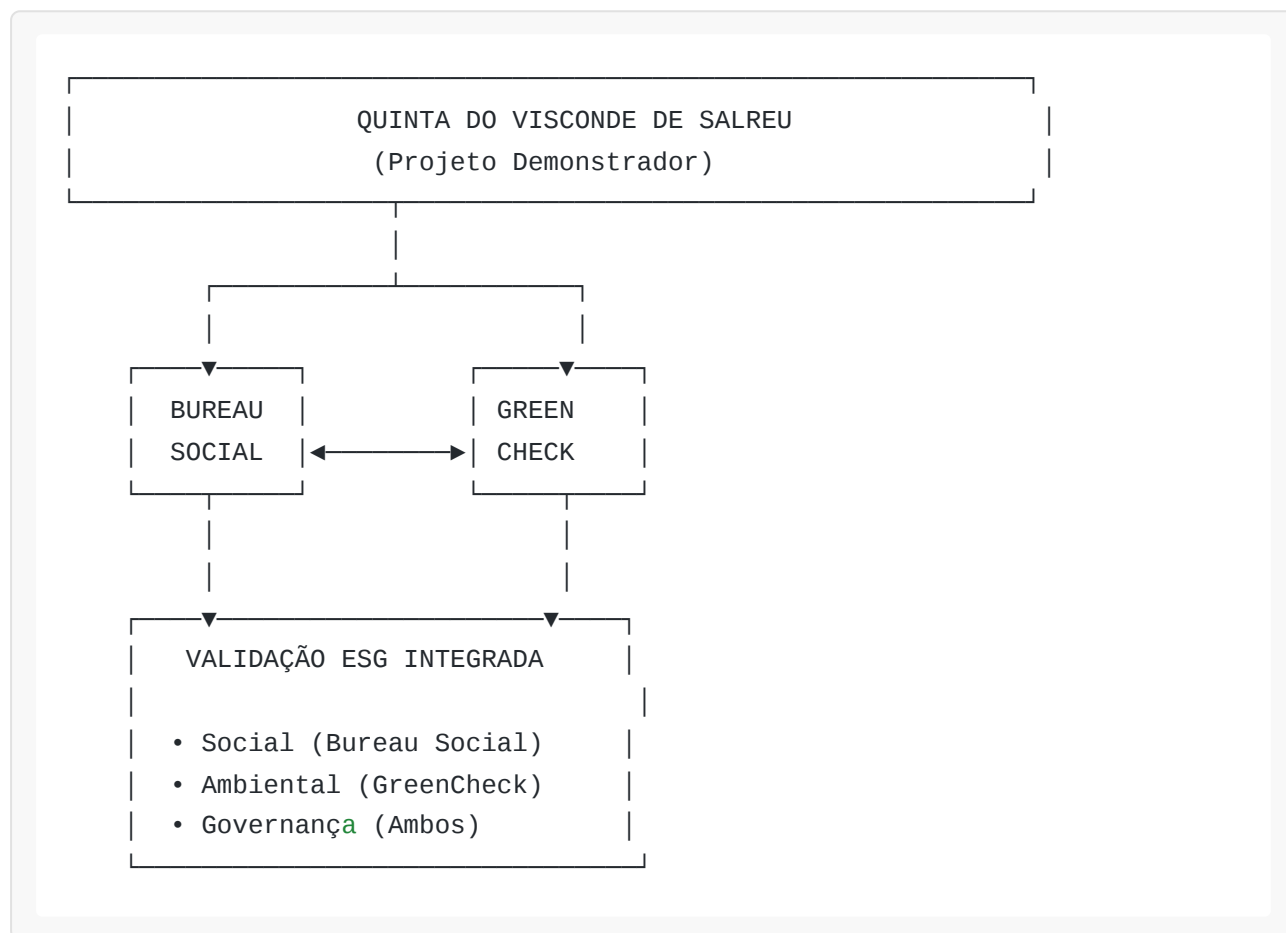 QUINTA DO VISCONDE DE SALREU
(Projeto Demonstrador)
BUREAU GREEN
SOCIAL CHECK
VALIDAÇÃO ESG INTEGRADA
• Social (Bureau Social)
• Ambiental (GreenCheck)
• Governança (Ambos)